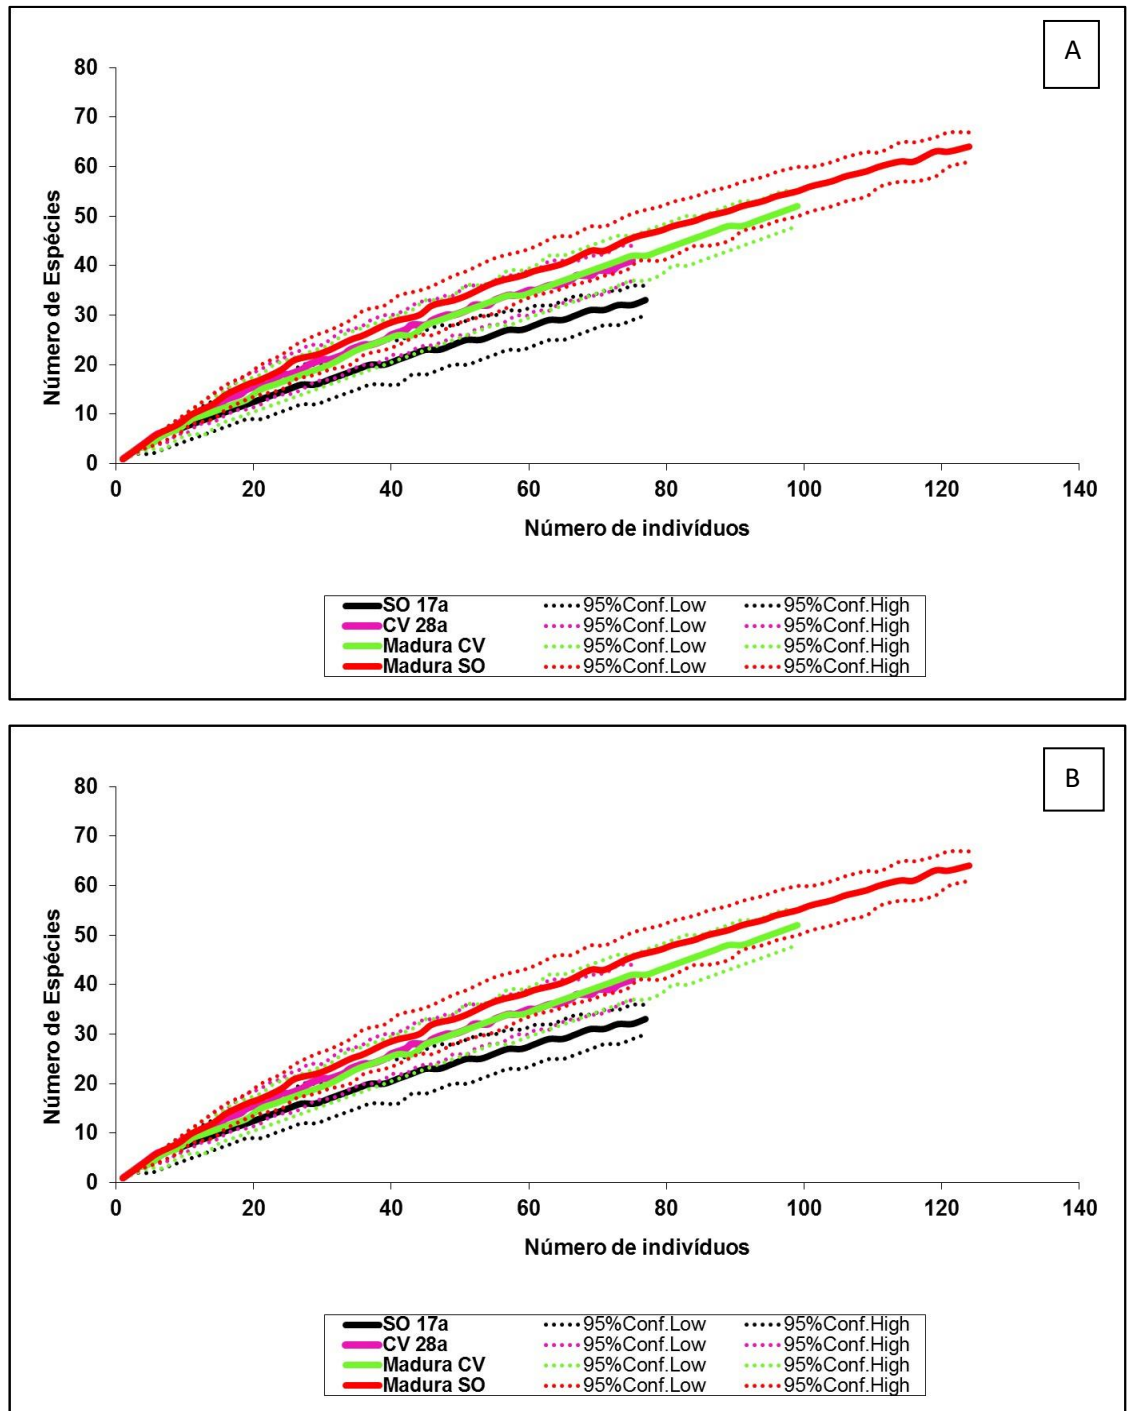 A
80
70
60
50
40
30
20
10
0
Número de Espécies
0 20 40 60 80 100 120 140
Número de indivíduos
SO 17a 95%Conf.Low 95%Conf.High
CV 28a 95%Conf.Low 95%Conf.High
Madura CV 95%Conf.Low 95%Conf.High
Madura SO 95%Conf.Low 95%Conf.High
B
80
70
60
50
40
30
20
10
0
Número de Espécies
0 20 40 60 80 100 120 140
Número de indivíduos
SO 17a 95%Conf.Low 95%Conf.High
CV 28a 95%Conf.Low 95%Conf.High
Madura CV 95%Conf.Low 95%Conf.High
Madura SO 95%Conf.Low 95%Conf.High